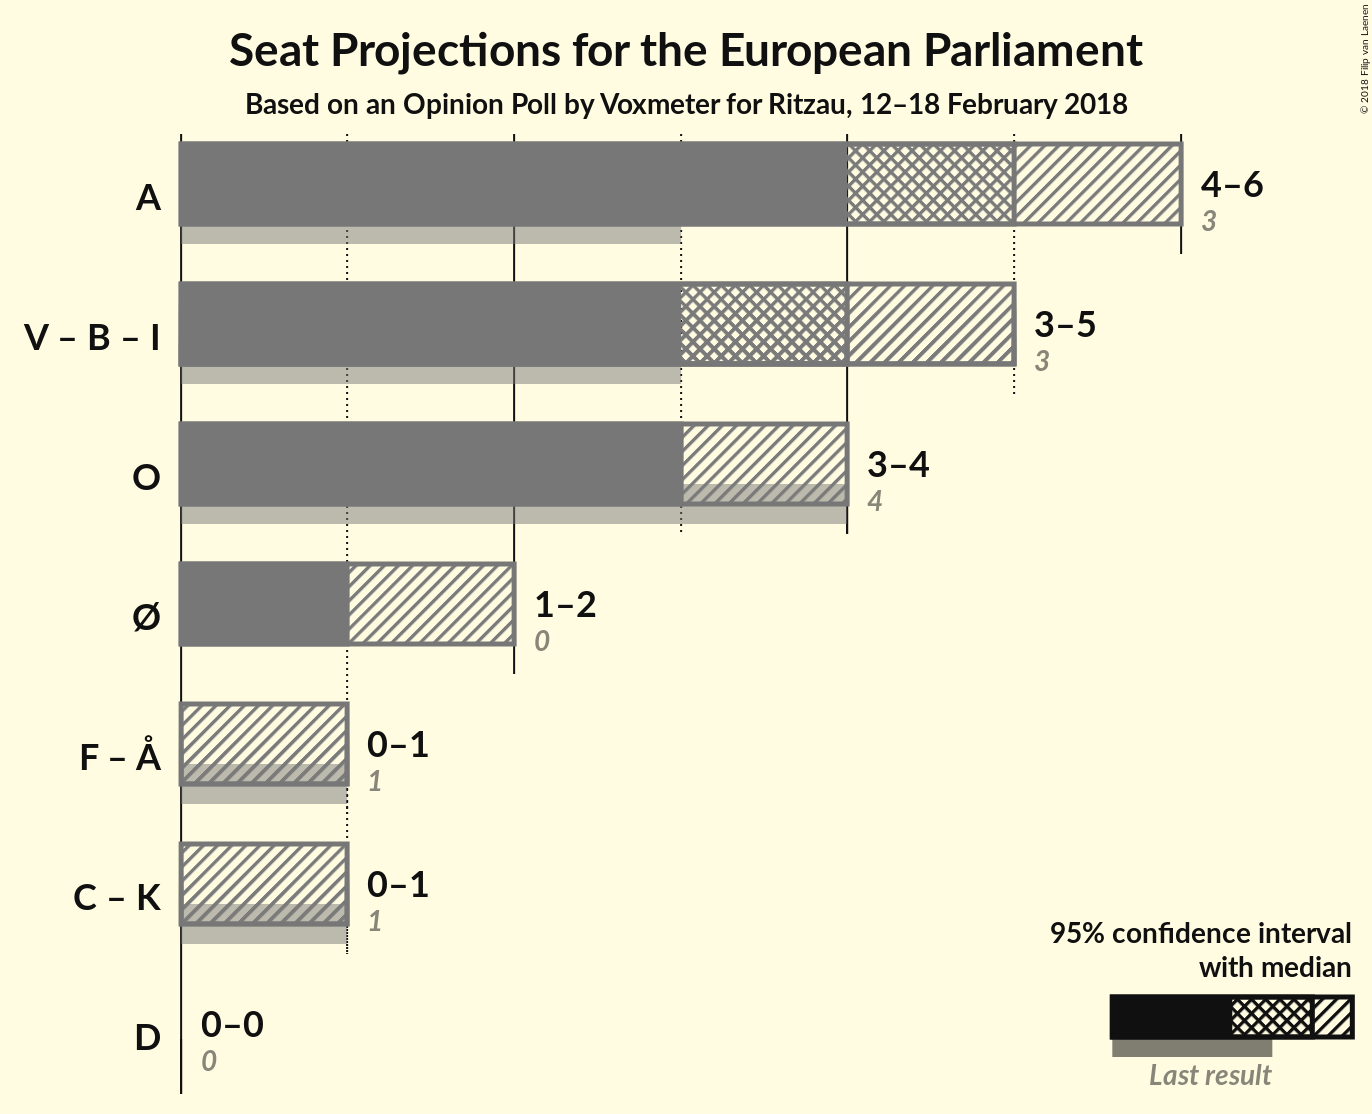 Seat Projections for the European Parliament
Based on an Opinion Poll by Voxmeter for Ritzau, 12–18 February 2018
© 2018 Filip van Laenen
A
4–6
3
V – B – I
3–5
3
O
3–4
4
Ø
1–2
0
F – Å
0–1
1
C – K
0–1
1
D
0–0
0
95% confidence interval
with median
Last result